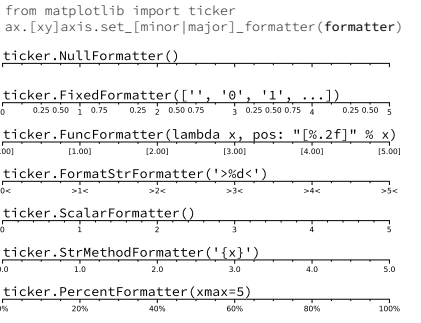 from matplotlib import ticker
ax.[xy]axis.set_[minor|major]_formatter(formatter)
ticker.NullFormatter()
ticker.FixedFormatter(['', '0', '1', ...])
0 0.25 0.50 1 0.75 0.25 2 0.50 0.75 3 0.25 0.50 0.75 4 0.25 0.50 5
ticker.FuncFormatter(lambda x, pos: "[%.2f]" % x)
.00] [1.00] [2.00] [3.00] [4.00] [5.00]
ticker.FormatStrFormatter('>%d<')
0< >1< >2< >3< >4< >5<
ticker.ScalarFormatter()
0 1 2 3 4 5
ticker.StrMethodFormatter('{x}')
.0 1.0 2.0 3.0 4.0 5.0
ticker.PercentFormatter(xmax=5)
0% 20% 40% 60% 80% 100%